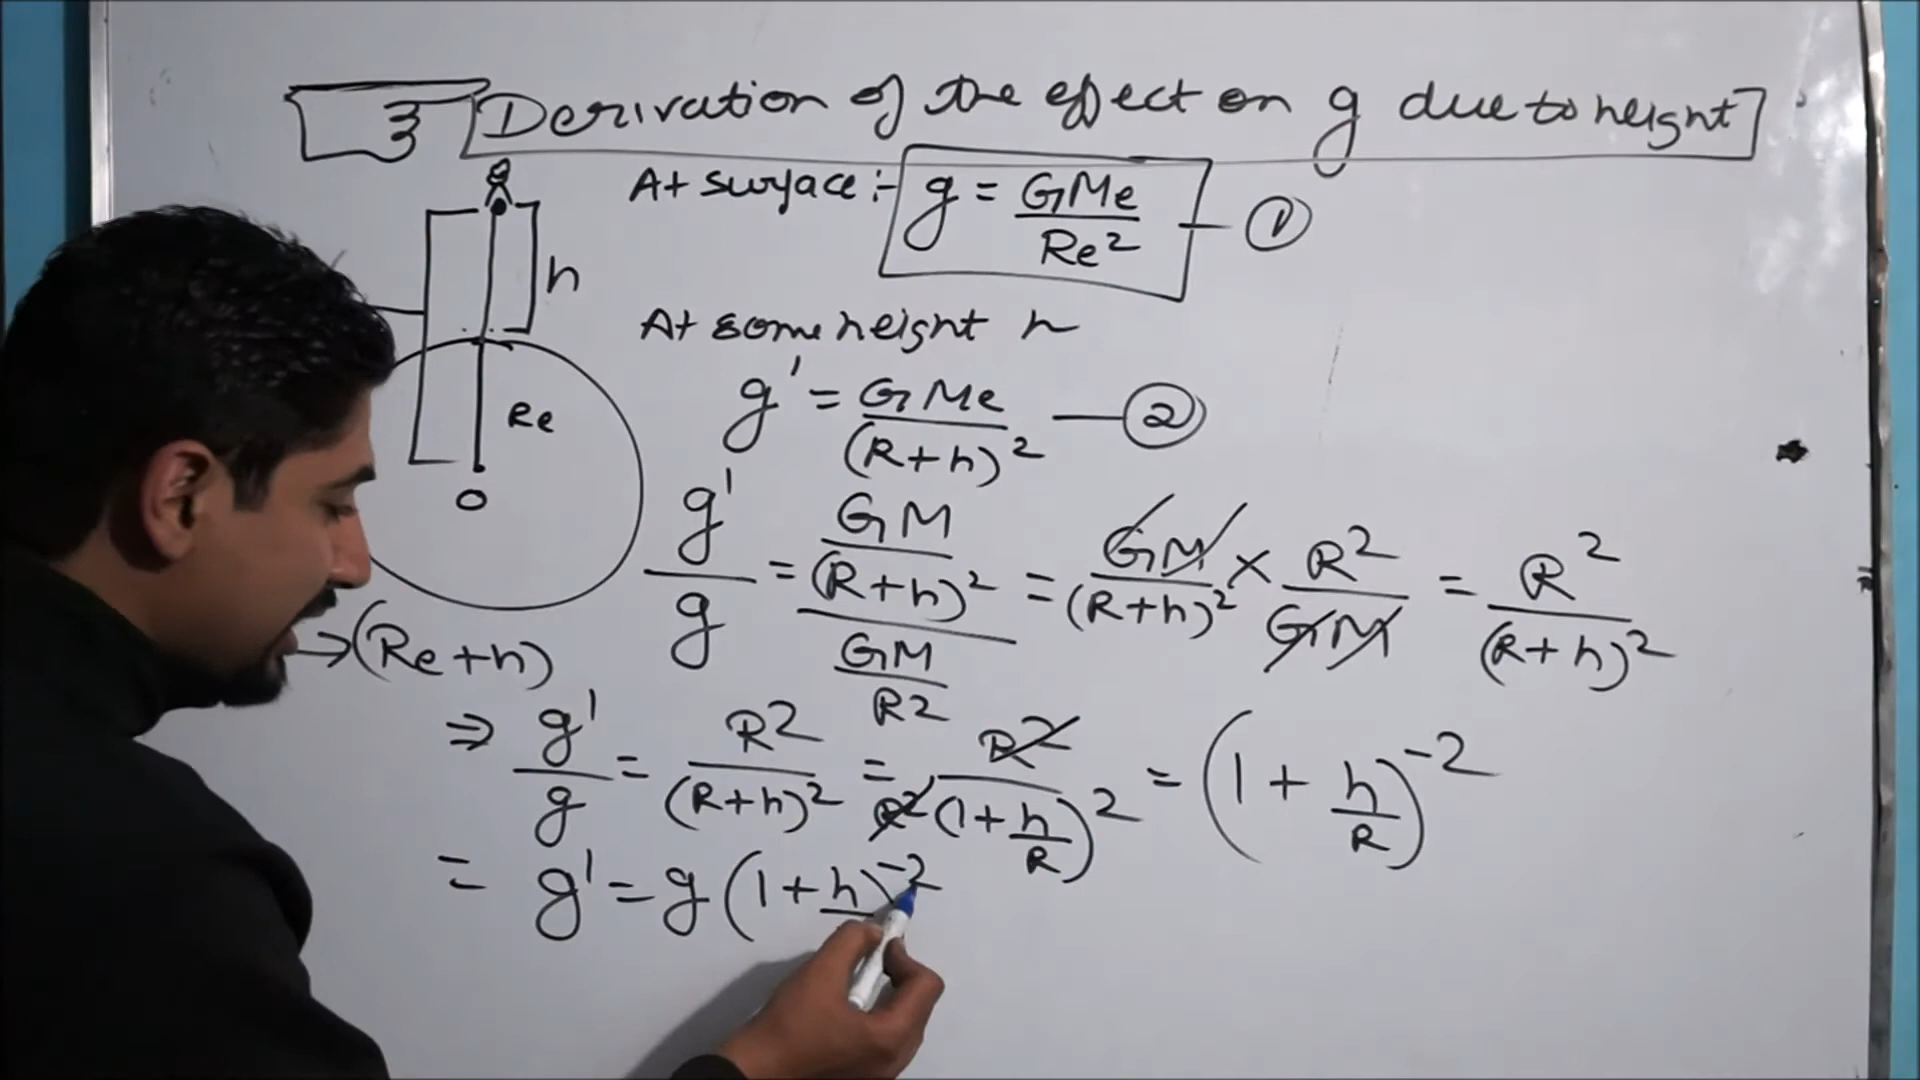 3 Derivation of the effect on g due to height
At surface :- g = GMe/Re² — ①
h
At some height h
Re
g' = GMe/(R+h)² — ②
O
g'/g = (GM/(R+h)²)/(GM/R2) = GM/(R+h)² × R²/GM = R²/(R+h)²
→ (Re+h)
⇒ g'/g = R2/(R+h)² = R²/R²(1+h/R)² = (1+h/R)⁻²
= g' = g(1+h)⁻²